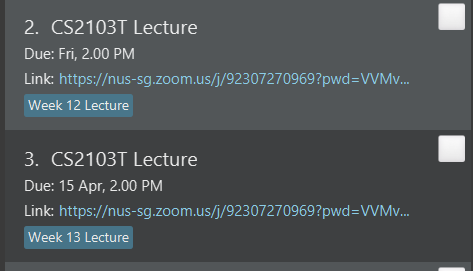 2. CS2103T Lecture
Due: Fri, 2.00 PM
Link: https://nus-sg.zoom.us/j/92307270969?pwd=VVMv...
Week 12 Lecture
3. CS2103T Lecture
Due: 15 Apr, 2.00 PM
Link: https://nus-sg.zoom.us/j/92307270969?pwd=VVMv...
Week 13 Lecture